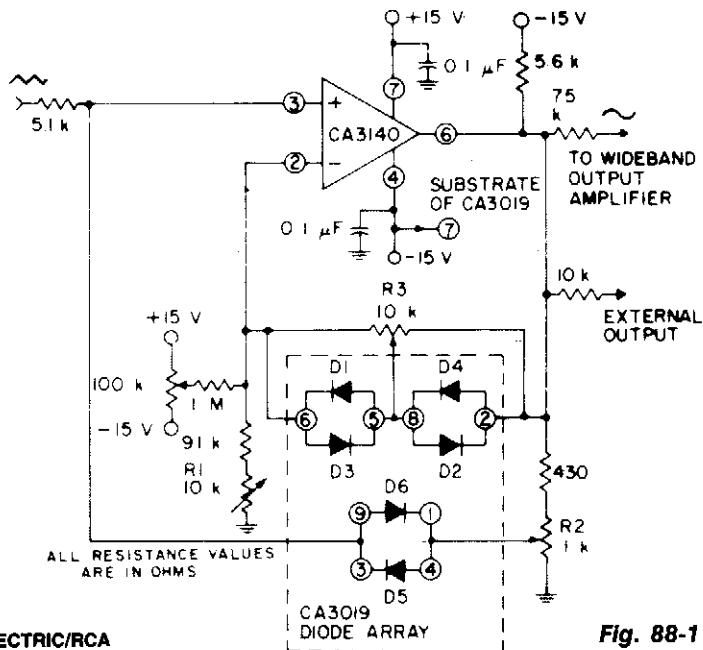 +15 V
-15 V
0.1 µF
5.6 k
7
75
k
5.1 k
3
+
CA3140
6
2
−
4
TO WIDEBAND
OUTPUT
AMPLIFIER
SUBSTRATE
OF CA3019
0.1 µF
7
-15 V
R3
10 k
10 k
EXTERNAL
OUTPUT
+15 V
100 k
1 M
-15 V
D1
D4
6
5
8
2
D3
D2
91 k
R1
10 k
430
D6
9
1
R2
1 k
3
4
D5
ALL RESISTANCE VALUES
ARE IN OHMS
CA3019
DIODE ARRAY
ECTRIC/RCA
Fig. 88-1